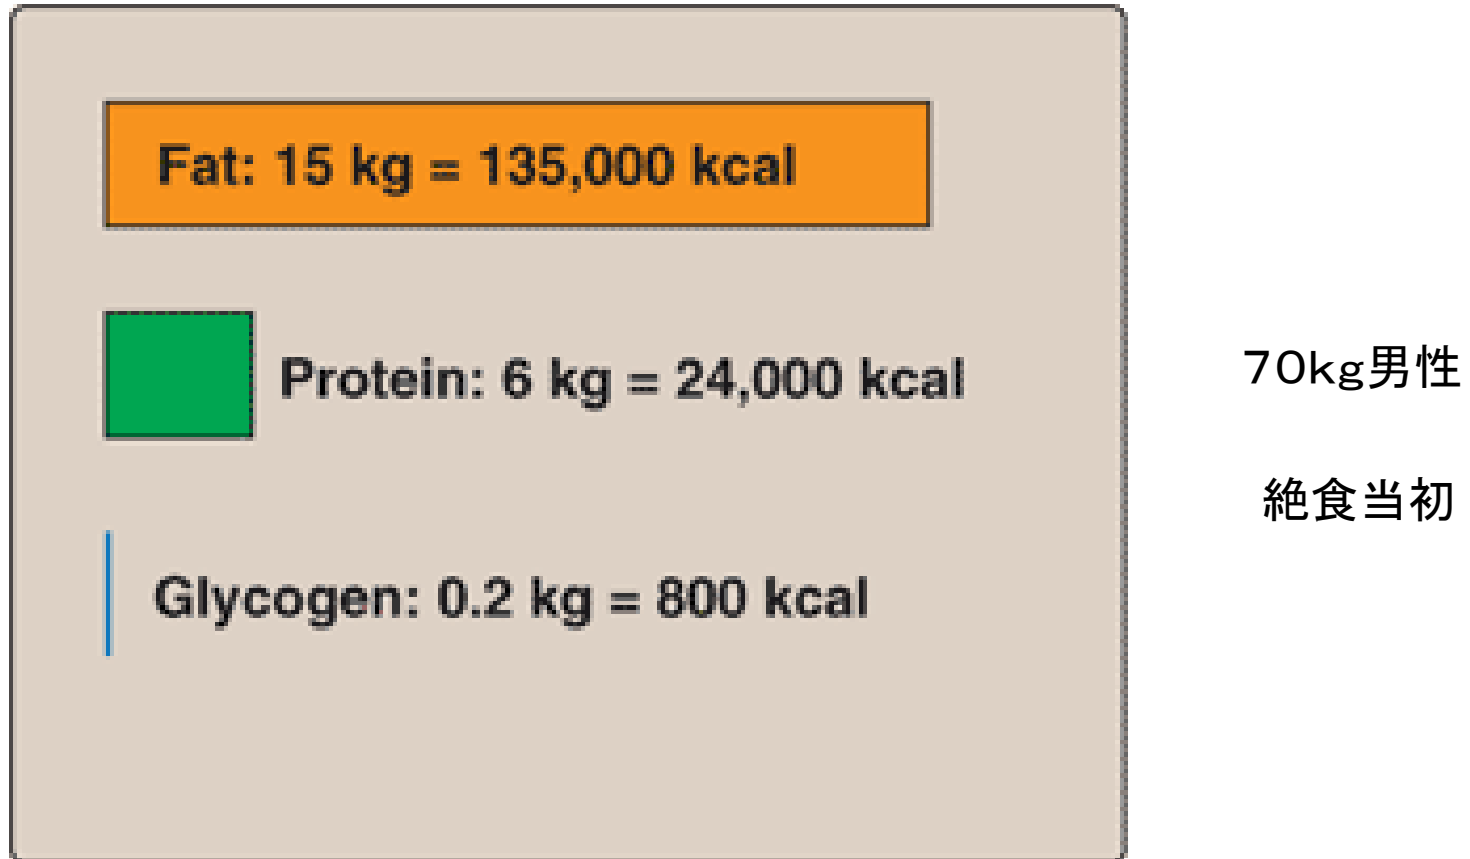 Fat: 15 kg = 135,000 kcal
Protein: 6 kg = 24,000 kcal
Glycogen: 0.2 kg = 800 kcal
70kg男性
絶食当初